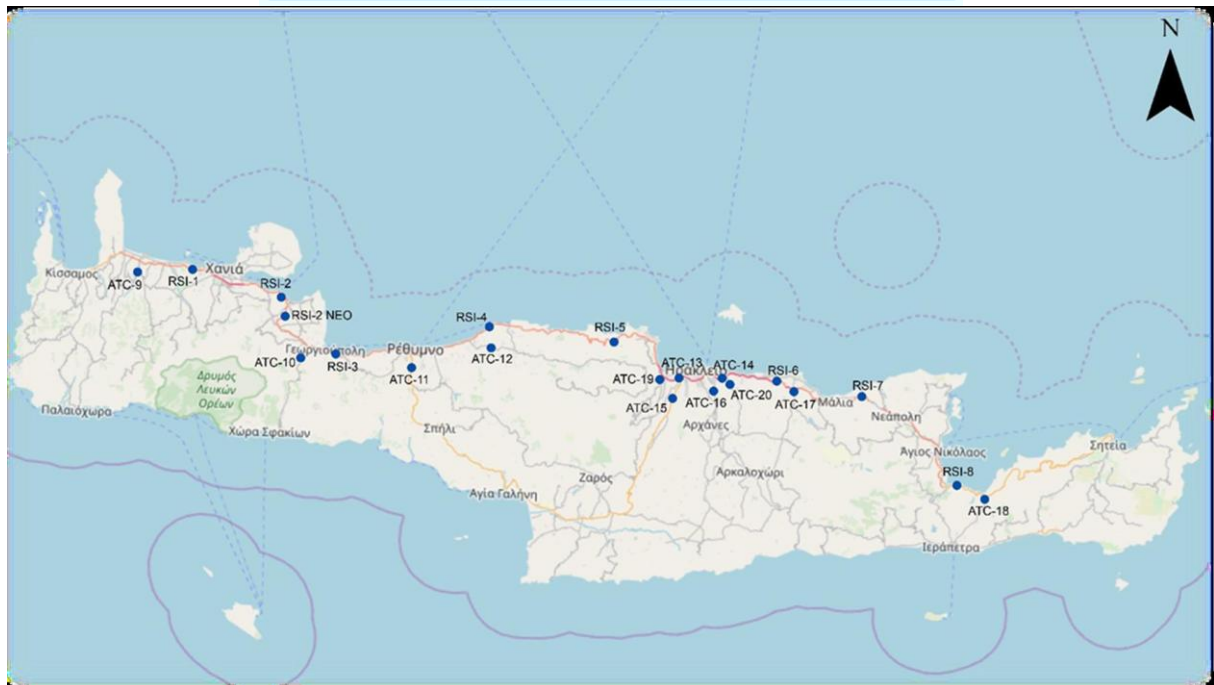 N
Κίσσαμος
ATC-9
RSI-1
Χανιά
RSI-2
RSI-2 NEO
Γεωργιούπολη
ATC-10
RSI-3
Ρέθυμνο
ATC-11
RSI-4
ATC-12
RSI-5
ATC-13
Ηράκλειο
ATC-14
ATC-19
ATC-15
ATC-16
ATC-20
RSI-6
ATC-17
RSI-7
Μάλια
Νεάπολη
Δρυμός
Λευκών
Ορέων
Παλαιόχωρα
Χώρα Σφακίων
Σπήλι
Αρχάνες
Άγιος Νικόλαος
Σητεία
Ζαρός
Αρκαλοχώρι
RSI-8
Αγία Γαλήνη
ATC-18
Ιεράπετρα